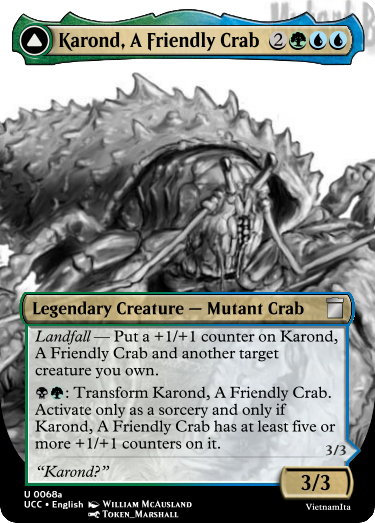 Karond, A Friendly Crab 2
Legendary Creature — Mutant Crab
Landfall — Put a +1/+1 counter on Karond,
A Friendly Crab and another target
creature you own.
: Transform Karond, A Friendly Crab.
Activate only as a sorcery and only if
Karond, A Friendly Crab has at least five or
more +1/+1 counters on it.
3/3
“Karond?”
3/3
U 0068a
UCC • English William McAusland
Token_Marshall
VietnamIta